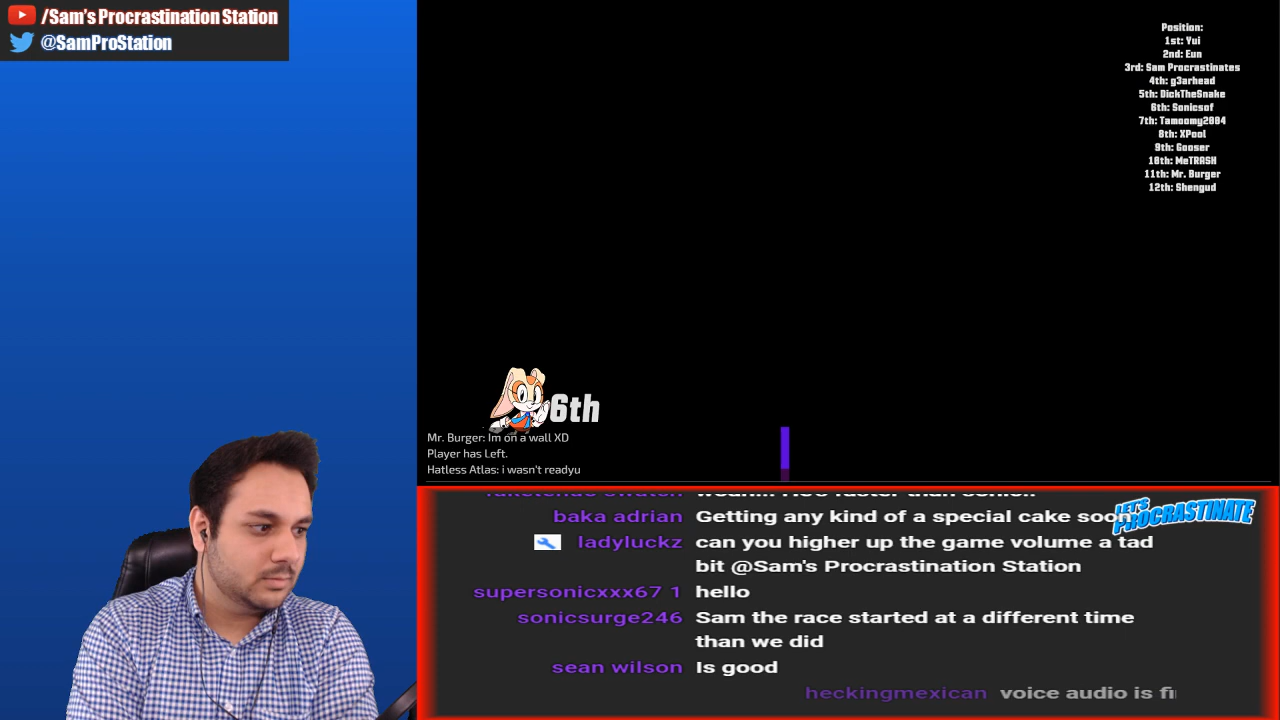 /Sam's Procrastination Station
@SamProStation
Position:
1st: Yui
2nd: Eun
3rd: Sam Procrastinates
4th: g3arhead
5th: DickTheSnake
6th: Sonicsof
7th: Tamoomy2004
8th: XPool
9th: Gooser
10th: MeTRASH
11th: Mr. Burger
12th: Shengud
6th
Mr. Burger: Im on a wall XD
Player has Left.
Hatless Atlas: i wasn't readyu
LET'S
PROCRASTINATE
baka adrian Getting any kind of a special cake soon
ladyluckz can you higher up the game volume a tad
bit @Sam's Procrastination Station
supersonicxxx67 1 hello
sonicsurge246 Sam the race started at a different time
than we did
sean wilson Is good
heckingmexican voice audio is